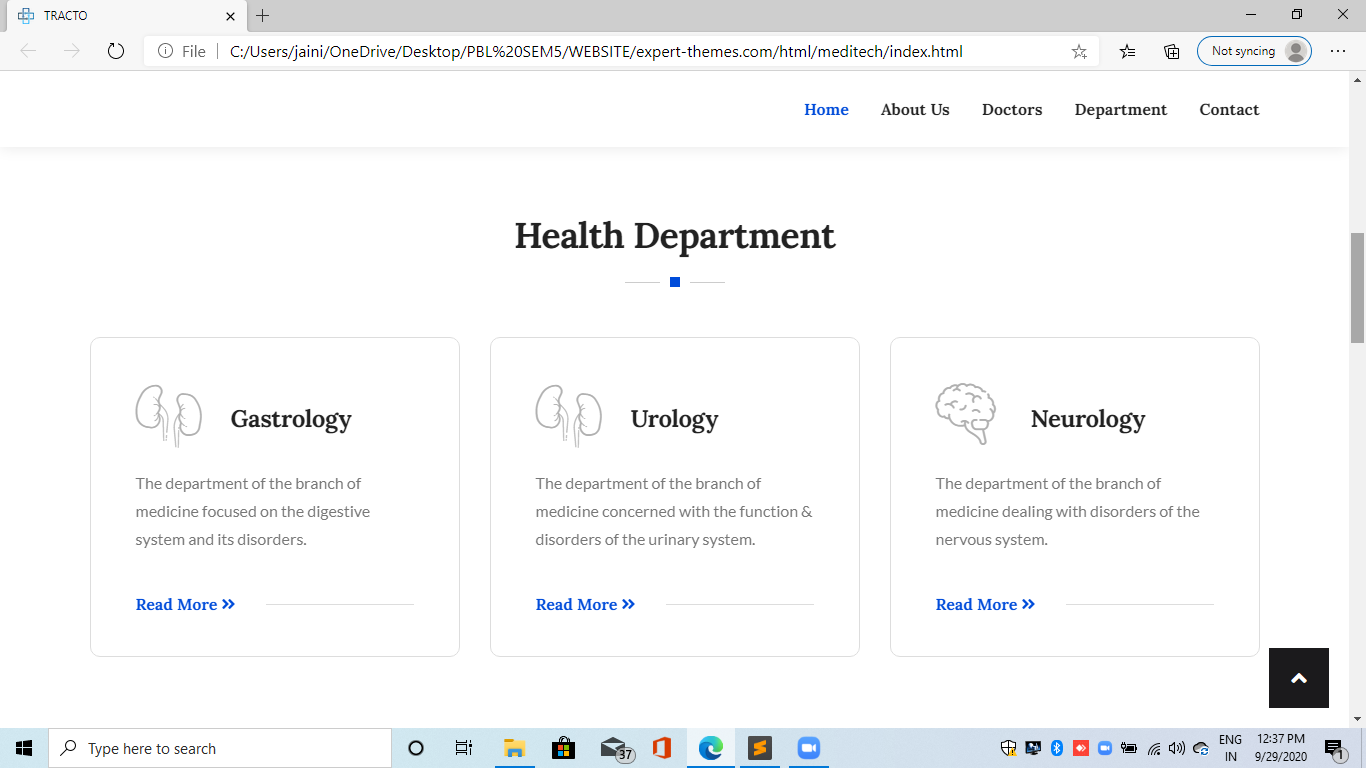 TRACTO
File
C:/Users/jaini/OneDrive/Desktop/PBL%20SEM5/WEBSITE/expert-themes.com/html/meditech/index.html
Not syncing
Home About Us Doctors Department Contact
Health Department
Gastrology
The department of the branch of
medicine focused on the digestive
system and its disorders.
Read More
Urology
The department of the branch of
medicine concerned with the function &
disorders of the urinary system.
Read More
Neurology
The department of the branch of
medicine dealing with disorders of the
nervous system.
Read More
Type here to search
37
ENG
IN
12:37 PM
9/29/2020
1